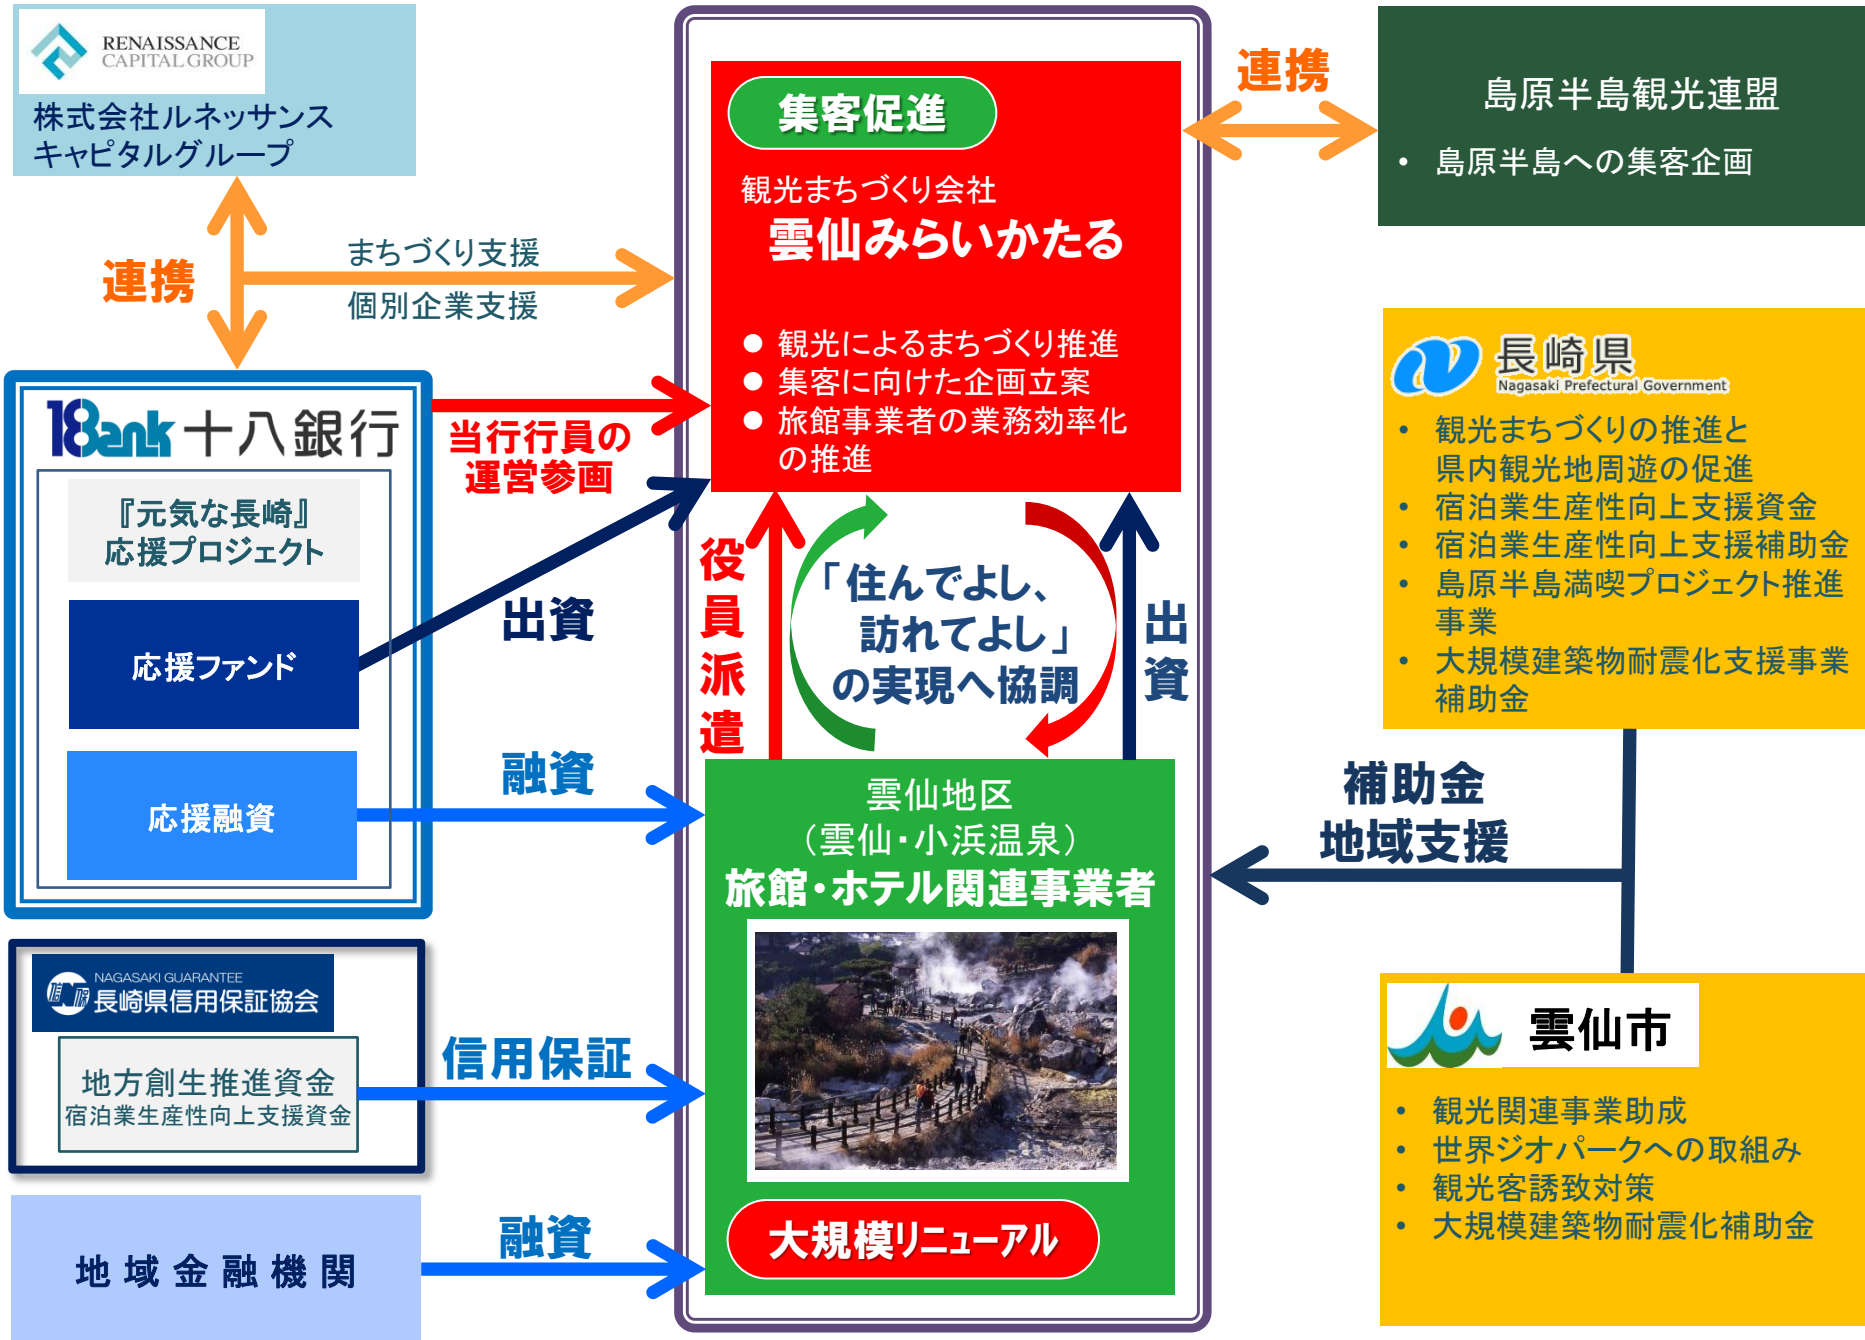 RENAISSANCE
CAPITAL GROUP
株式会社ルネッサンス
キャピタルグループ
連携
まちづくり支援
個別企業支援
18Bank 十八銀行
『元気な長崎』
応援プロジェクト
応援ファンド
応援融資
当行行員の
運営参画
出資
融資
NAGASAKI GUARANTEE
長崎県信用保証協会
地方創生推進資金
宿泊業生産性向上支援資金
信用保証
地域金融機関
融資
集客促進
観光まちづくり会社
雲仙みらいかたる
● 観光によるまちづくり推進
● 集客に向けた企画立案
● 旅館事業者の業務効率化
の推進
役員派遣
「住んでよし、
訪れてよし」
の実現へ協調
出資
雲仙地区
（雲仙・小浜温泉）
旅館・ホテル関連事業者
大規模リニューアル
連携
島原半島観光連盟
• 島原半島への集客企画
長崎県
Nagasaki Prefectural Government
• 観光まちづくりの推進と
県内観光地周遊の促進
• 宿泊業生産性向上支援資金
• 宿泊業生産性向上支援補助金
• 島原半島満喫プロジェクト推進
事業
• 大規模建築物耐震化支援事業
補助金
補助金
地域支援
雲仙市
• 観光関連事業助成
• 世界ジオパークへの取組み
• 観光客誘致対策
• 大規模建築物耐震化補助金